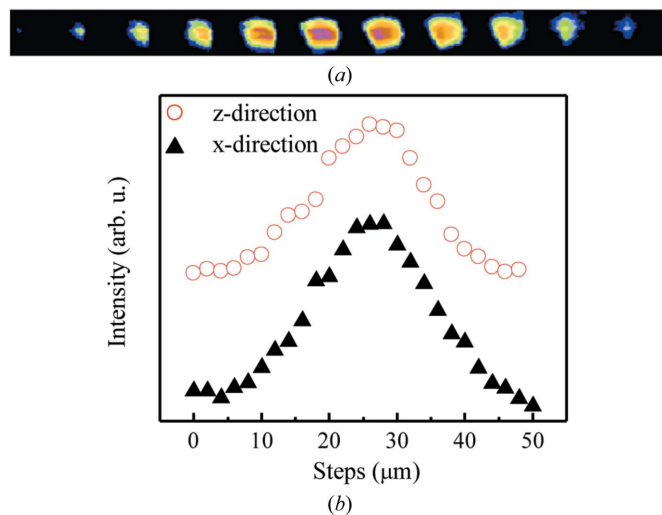 (a)
z-direction
x-direction
Intensity (arb. u.)
0 10 20 30 40 50
Steps (μm)
(b)